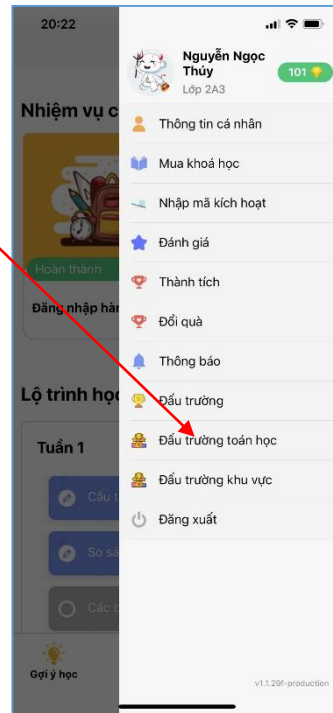 20:22
Nguyễn Ngọc
Thúy
101
Lớp 2A3
Nhiệm vụ c
Thông tin cá nhân
Mua khoá học
Nhập mã kích hoạt
Đánh giá
Hoàn thành
Thành tích
Đăng nhập hàn
Đổi quà
Thông báo
Lộ trình học
Đấu trường
Tuần 1
Đấu trường toán học
Đấu trường khu vực
Cấu t
Đăng xuất
So sá
Các b
Gợi ý học
v1.1.29f-production